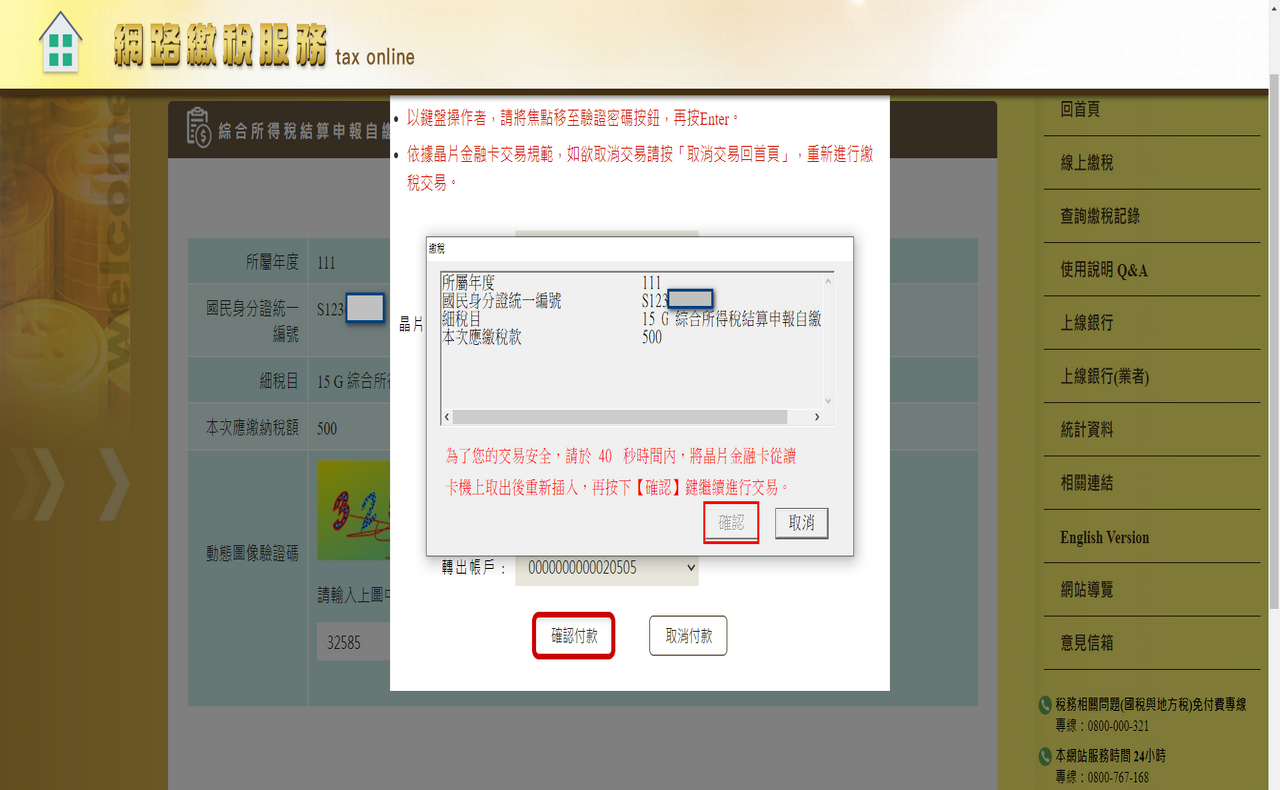 網路繳稅服務 tax online
綜合所得稅結算申報自繳
所屬年度 111
國民身分證統一編號 S123
細稅目 15 G 綜合所
本次應繳納稅額 500
動態圖像驗證碼
請輸入上圖中
32585
• 以鍵盤操作者，請將焦點移至驗證密碼按鈕，再按Enter。
• 依據晶片金融卡交易規範，如欲取消交易請按「取消交易回首頁」，重新進行繳
稅交易。
晶片
繳稅
所屬年度 111
國民身分證統一編號 S123
細稅目 15 G 綜合所得稅結算申報自繳
本次應繳稅款 500
為了您的交易安全，請於 40 秒時間內，將晶片金融卡從讀
卡機上取出後重新插入，再按下【確認】鍵繼續進行交易。
確認 取消
轉出帳戶： 0000000000020505
確認付款 取消付款
回首頁
線上繳稅
查詢繳稅記錄
使用說明 Q&A
上線銀行
上線銀行(業者)
統計資料
相關連結
English Version
網站導覽
意見信箱
稅務相關問題(國稅與地方稅)免付費專線
專線：0800-000-321
本網站服務時間 24小時
專線：0800-767-168
welcome